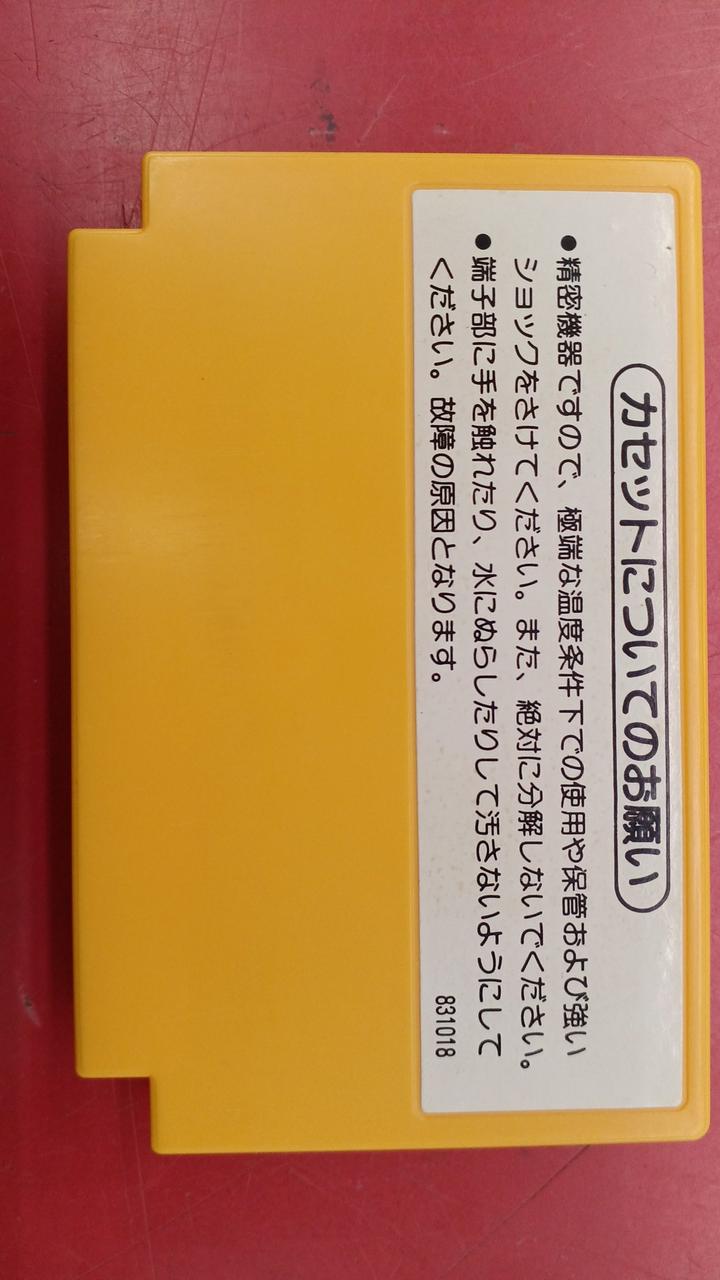 カセットについてのお願い
●精密機器ですので、極端な温度条件下での使用や保管および強い
ショックをさけてください。また、絶対に分解しないでください。
●端子部に手を触れたり、水にぬらしたりして汚さないようにして
ください。故障の原因となります。
831018